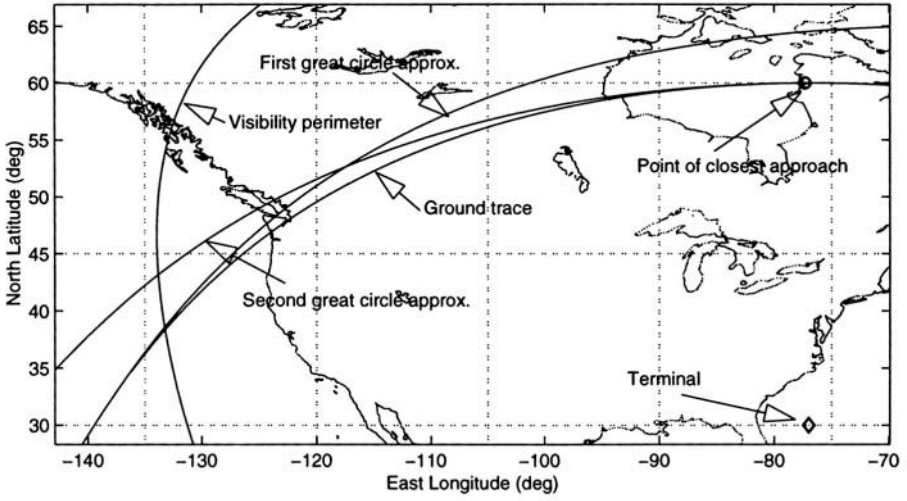 65
60
55
50
45
40
35
30
North Latitude (deg)
First great circle approx.
Visibility perimeter
Point of closest approach
Ground trace
Second great circle approx.
Terminal
−140
−130
−120
−110
−100
−90
−80
−70
East Longitude (deg)